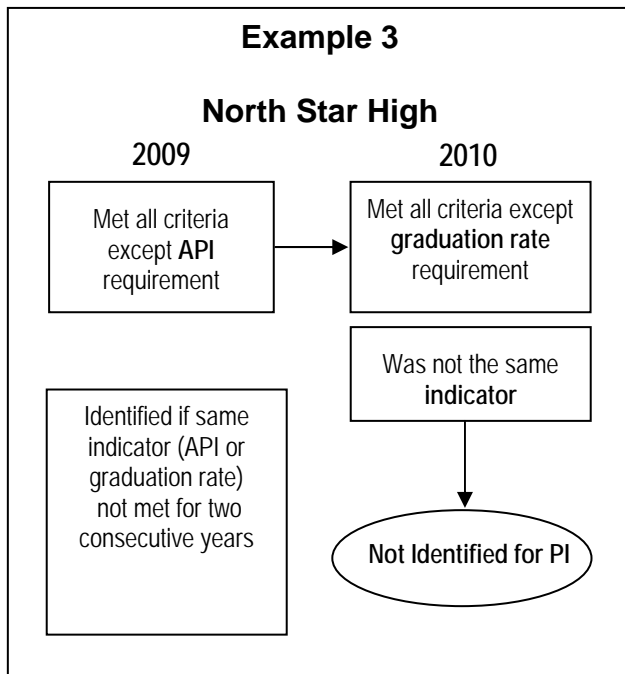 Example 3
North Star High
2009
2010
Met all criteria
except API
requirement
Met all criteria except
graduation rate
requirement
Was not the same
indicator
Identified if same
indicator (API or
graduation rate)
not met for two
consecutive years
Not Identified for PI